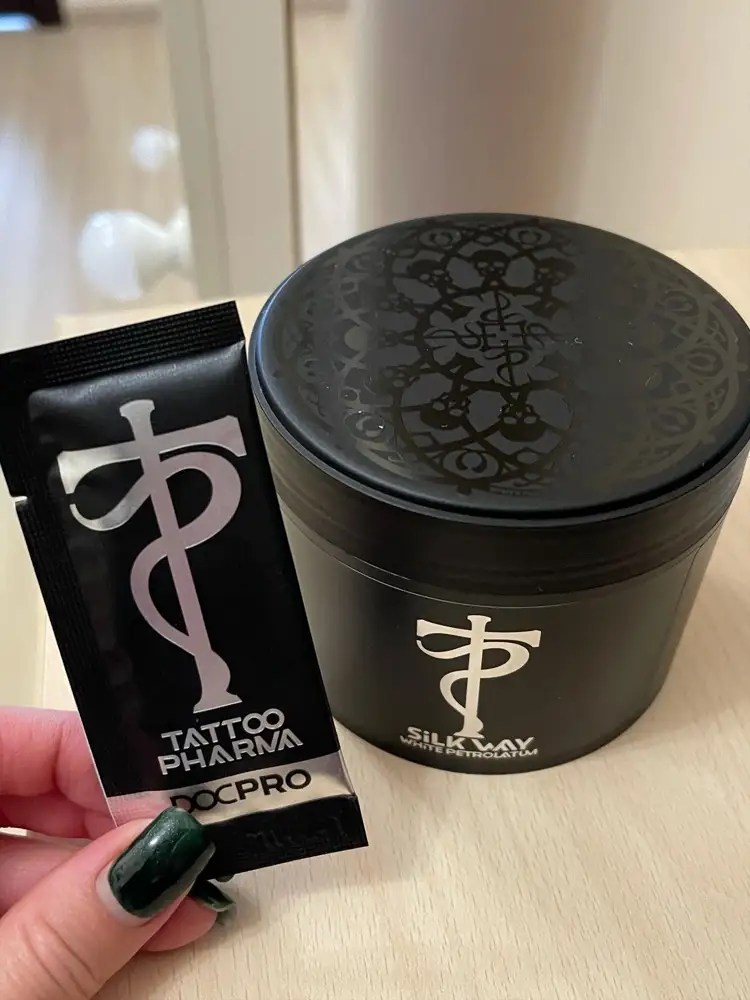 TATTOO
PHARMA
DOCPRO
SiLK WAY
WHITE PETROLATUM